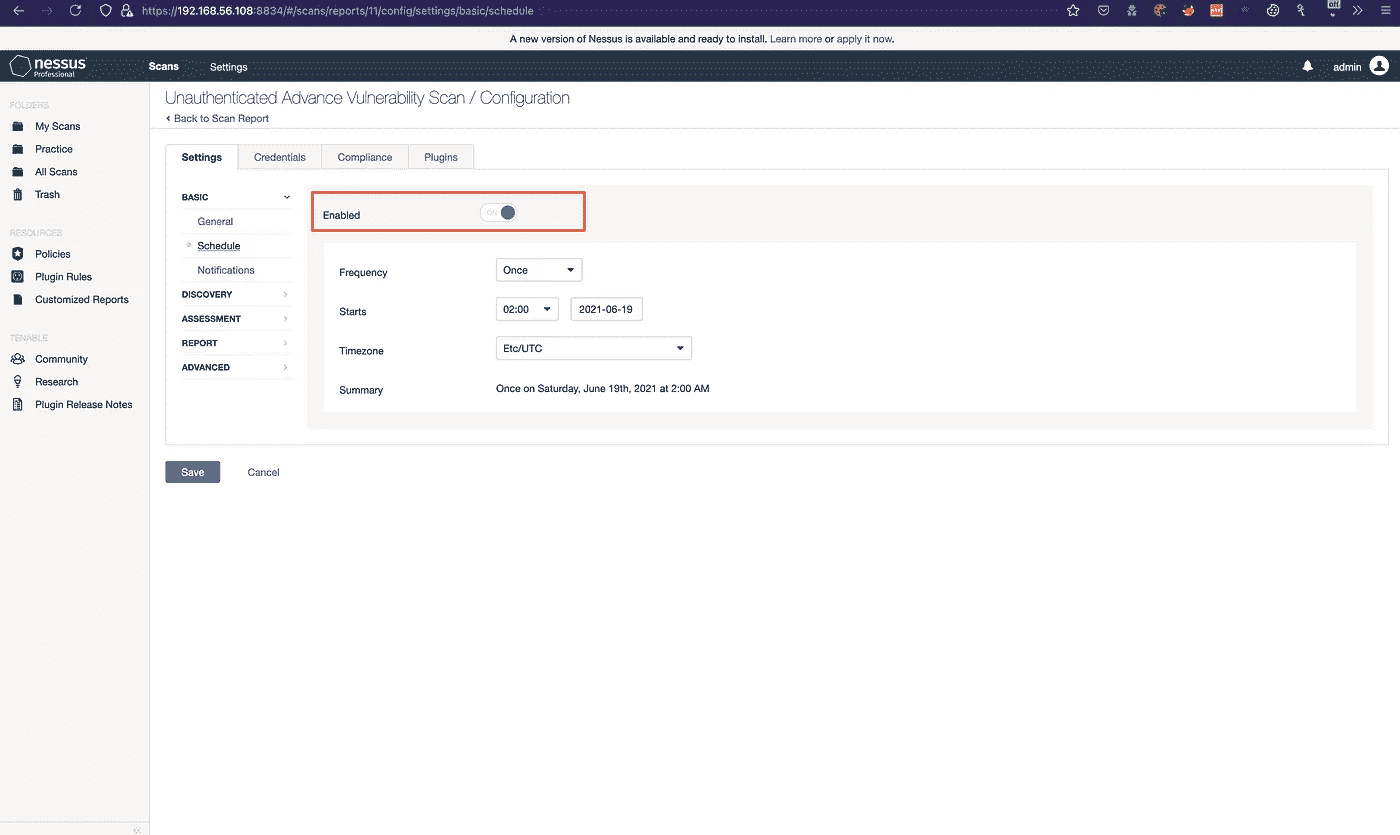 https://192.168.56.108:8834/#/scans/reports/11/config/settings/basic/schedule
A new version of Nessus is available and ready to install. Learn more or apply it now.
nessus
Professional
Scans
Settings
admin
FOLDERS
My Scans
Practice
All Scans
Trash
RESOURCES
Policies
Plugin Rules
Customized Reports
TENABLE
Community
Research
Plugin Release Notes
Unauthenticated Advance Vulnerability Scan / Configuration
Back to Scan Report
Settings Credentials Compliance Plugins
BASIC
General
Schedule
Notifications
DISCOVERY
ASSESSMENT
REPORT
ADVANCED
Enabled ON
Frequency Once
Starts 02:00 2021-06-19
Timezone Etc/UTC
Summary Once on Saturday, June 19th, 2021 at 2:00 AM
Save Cancel